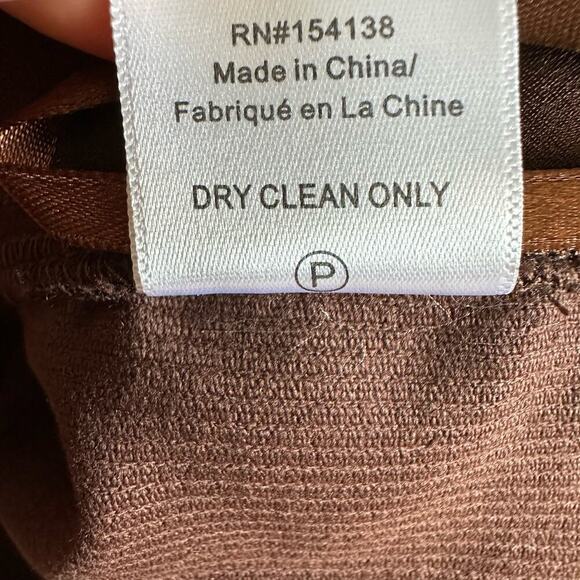 RN#154138
Made in China/
Fabriqué en La Chine
DRY CLEAN ONLY
P